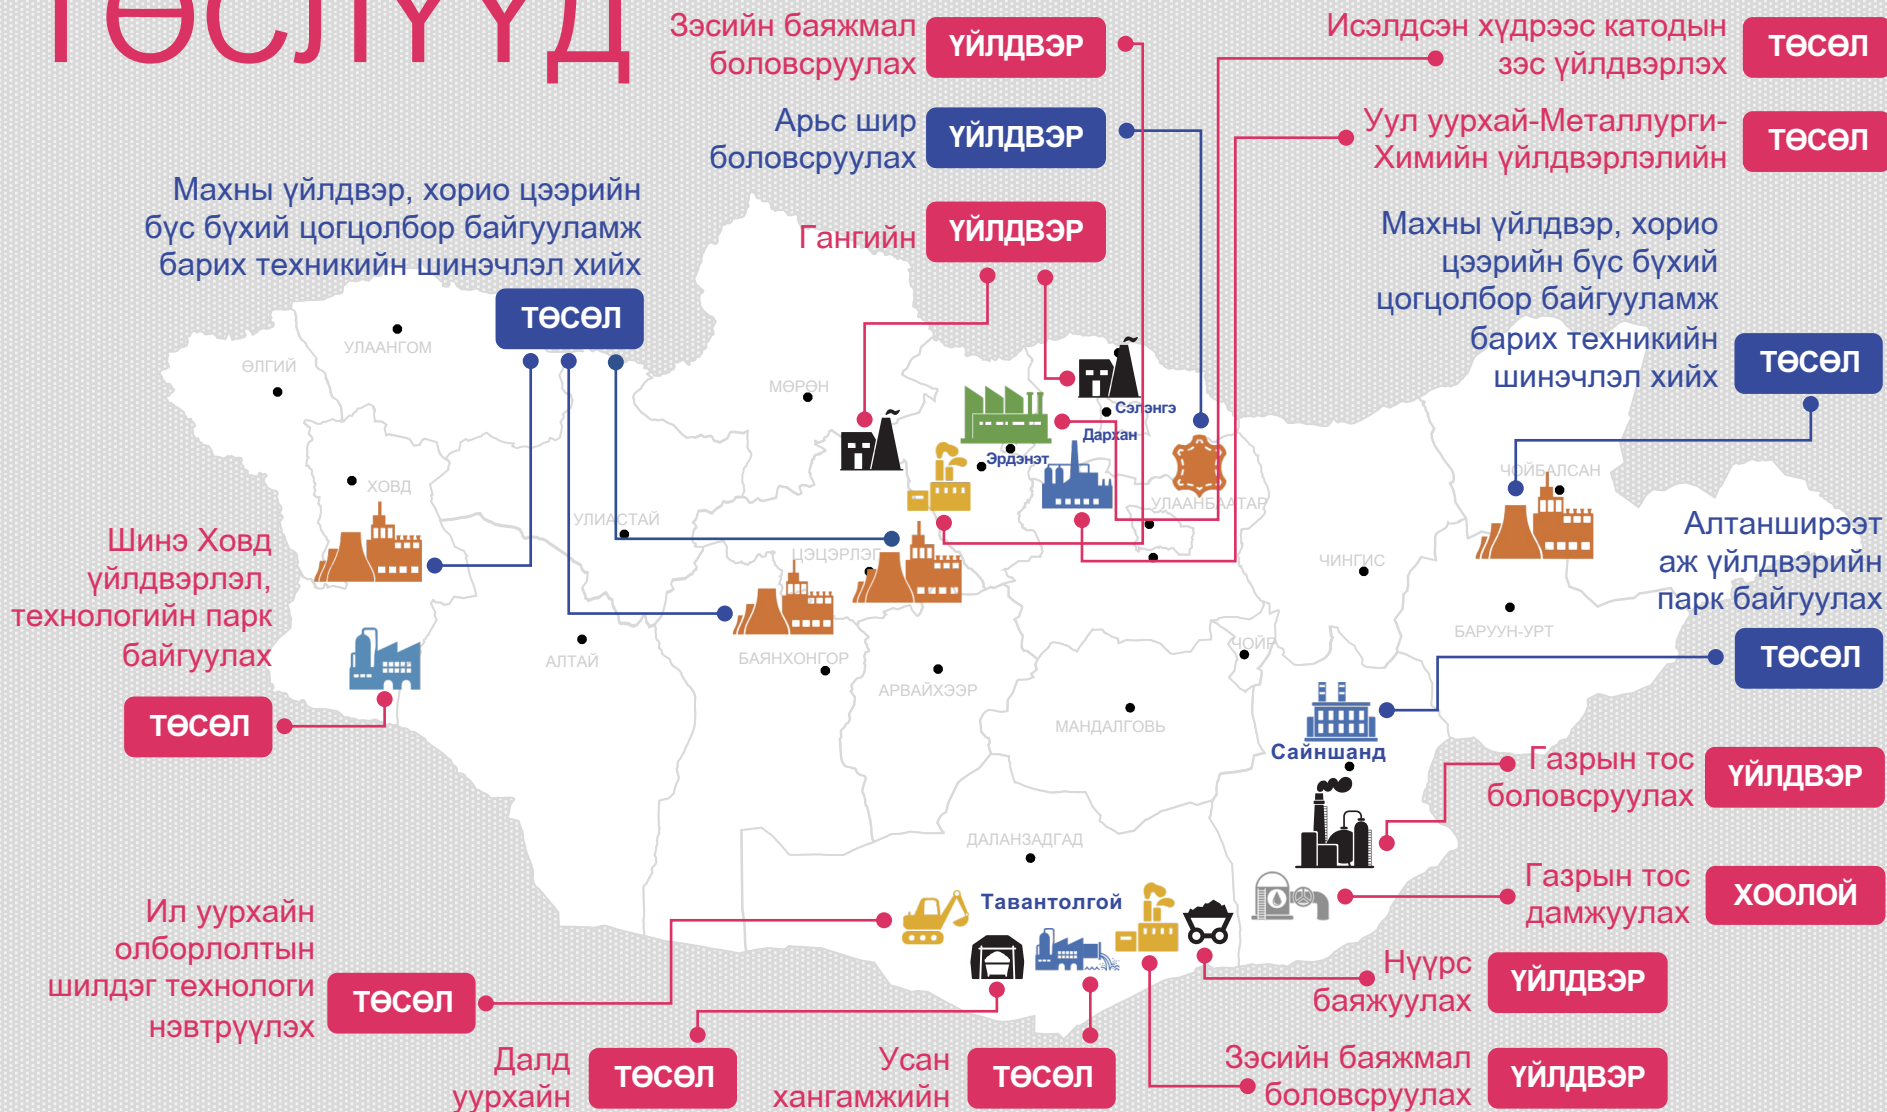 ТӨСЛҮҮД
Зэсийн баяжмал
боловсруулах
ҮЙЛДВЭР
Исэлдсэн хүдрээс катодын
зэс үйлдвэрлэх
ТӨСӨЛ
Арьс шир
боловсруулах
ҮЙЛДВЭР
Уул уурхай-Металлурги-
Химийн үйлдвэрлэлийн
ТӨСӨЛ
Махны үйлдвэр, хорио цээрийн
бүс бүхий цогцолбор байгууламж
барих техникийн шинэчлэл хийх
ТӨСӨЛ
Гангийн
ҮЙЛДВЭР
Махны үйлдвэр, хорио
цээрийн бүс бүхий
цогцолбор байгууламж
барих техникийн
шинэчлэл хийх
ТӨСӨЛ
УЛААНГОМ
ӨЛГИЙ
МӨРӨН
Сэлэнгэ
Дархан
Эрдэнэт
ХОВД
УЛИАСТАЙ
ЦЭЦЭРЛЭГ
УЛААНБААТАР
ЧОЙБАЛСАН
ЧИНГИС
БАРУУН-УРТ
Шинэ Ховд
үйлдвэрлэл,
технологийн парк
байгуулах
ТӨСӨЛ
Алтанширээт
аж үйлдвэрийн
парк байгуулах
ТӨСӨЛ
АЛТАЙ
БАЯНХОНГОР
АРВАЙХЭЭР
ЧОЙР
МАНДАЛГОВЬ
Сайншанд
Газрын тос
боловсруулах
ҮЙЛДВЭР
ДАЛАНЗАДГАД
Тавантолгой
Газрын тос
дамжуулах
ХООЛОЙ
Ил уурхайн
олборлолтын
шилдэг технологи
нэвтрүүлэх
ТӨСӨЛ
Нүүрс
баяжуулах
ҮЙЛДВЭР
Далд
уурхайн
ТӨСӨЛ
Усан
хангамжийн
ТӨСӨЛ
Зэсийн баяжмал
боловсруулах
ҮЙЛДВЭР